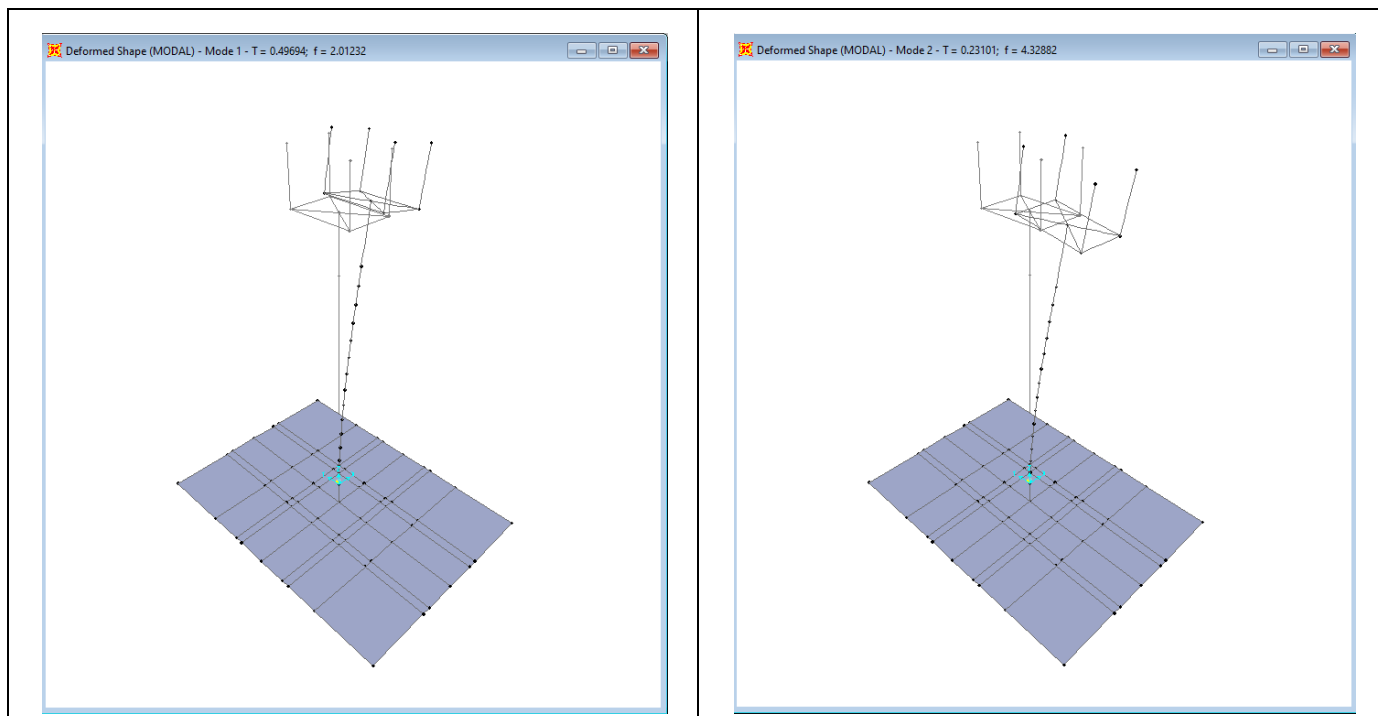 Deformed Shape (MODAL) - Mode 1 - T = 0.49694; f = 2.01232
Deformed Shape (MODAL) - Mode 2 - T = 0.23101; f = 4.32882